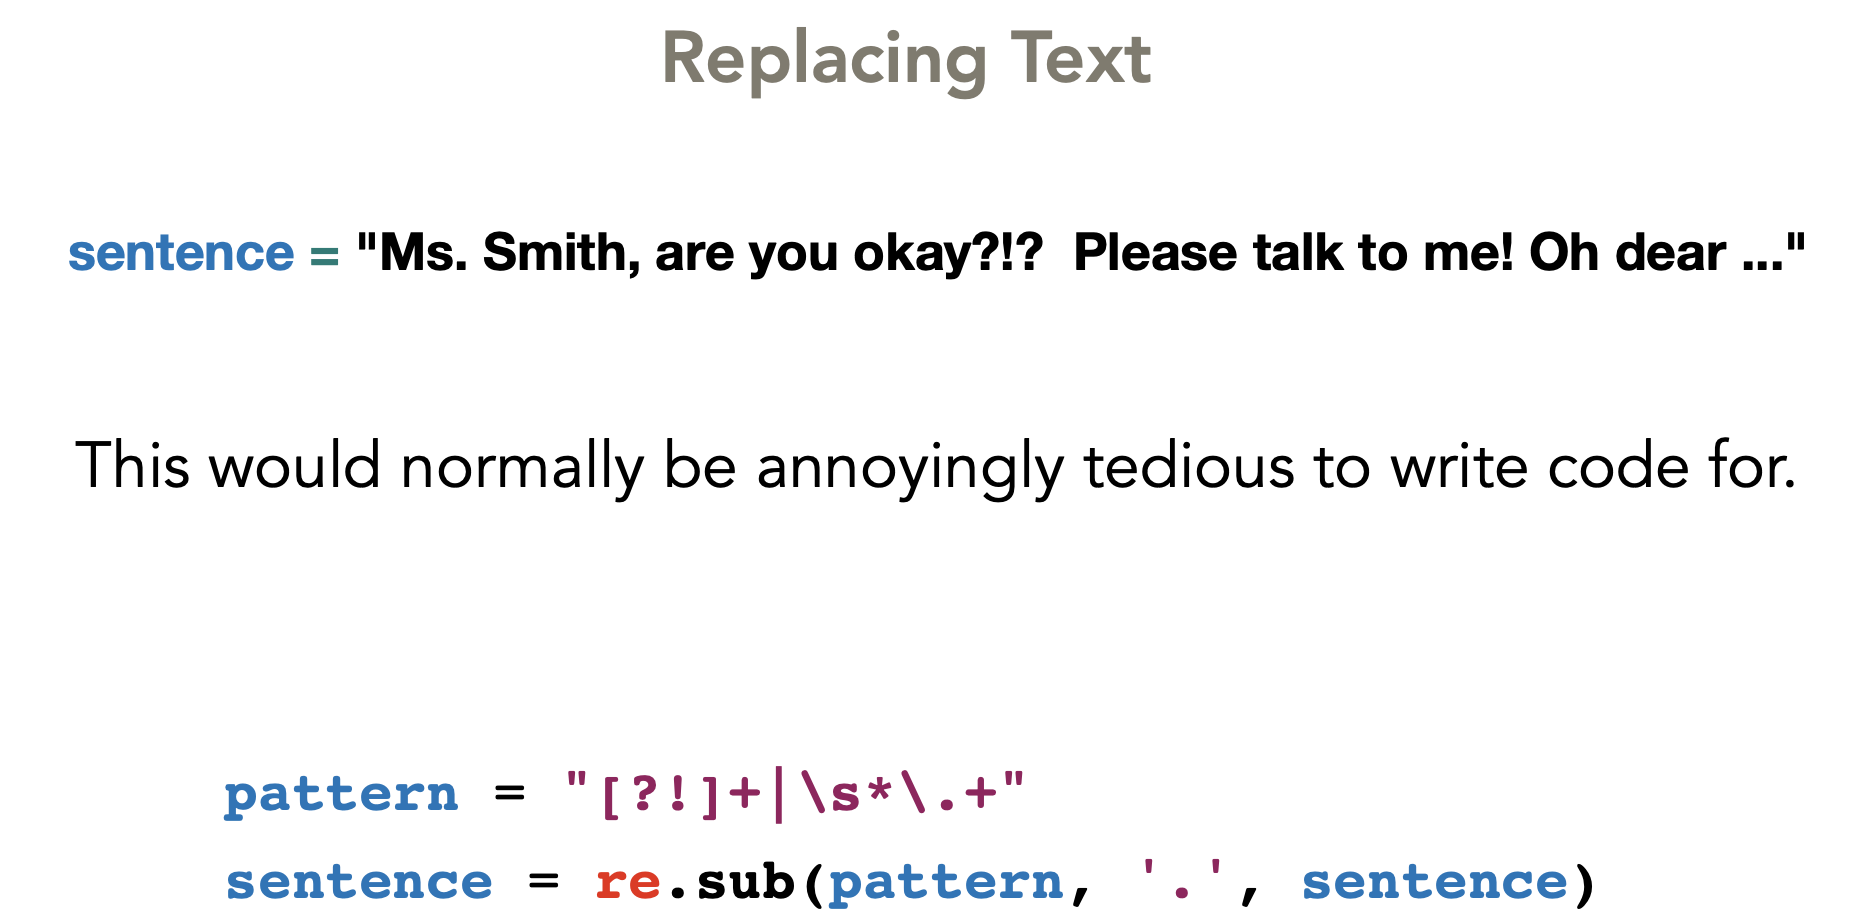 Replacing Text
sentence = "Ms. Smith, are you okay?!?  Please talk to me! Oh dear ..."
This would normally be annoyingly tedious to write code for.
pattern = "[?!]+|\s*\.+"
sentence = re.sub(pattern, '.', sentence)